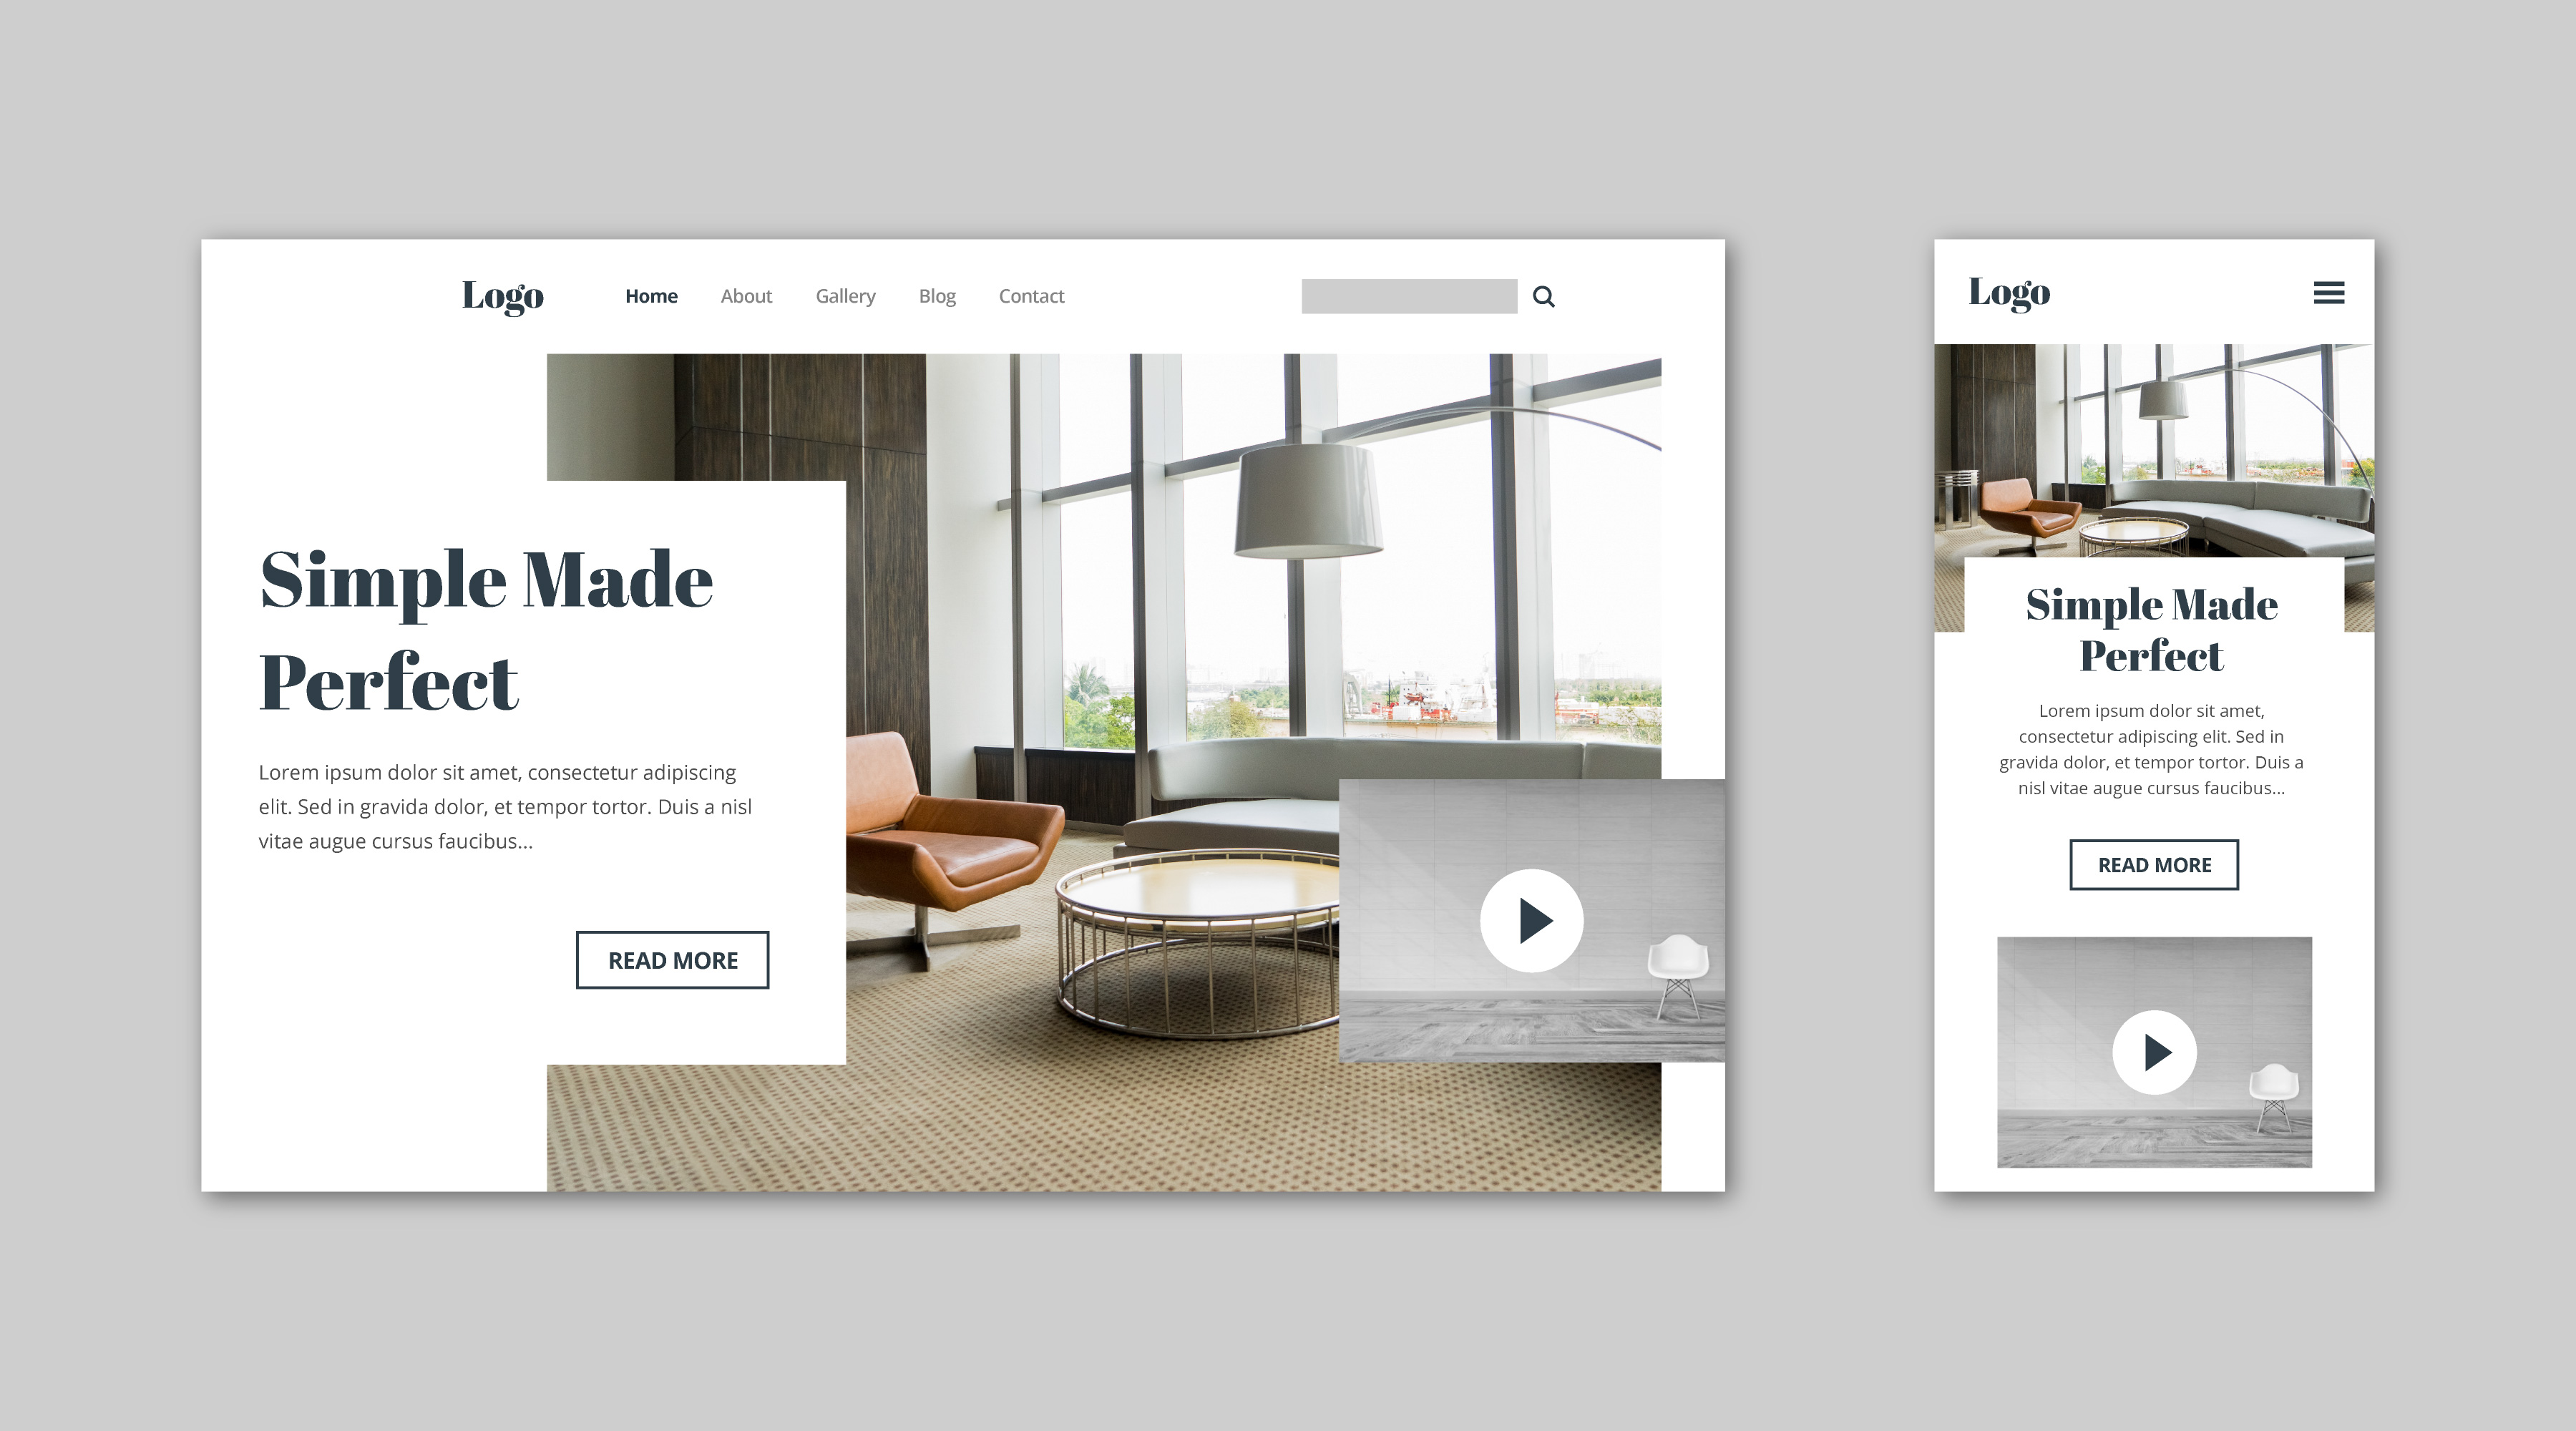 Logo
Home About Gallery Blog Contact
Simple Made
Perfect
Lorem ipsum dolor sit amet, consectetur adipiscing
elit. Sed in gravida dolor, et tempor tortor. Duis a nisl
vitae augue cursus faucibus...
READ MORE
Logo
Simple Made
Perfect
Lorem ipsum dolor sit amet,
consectetur adipiscing elit. Sed in
gravida dolor, et tempor tortor. Duis a
nisl vitae augue cursus faucibus...
READ MORE